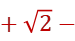 + √2 −